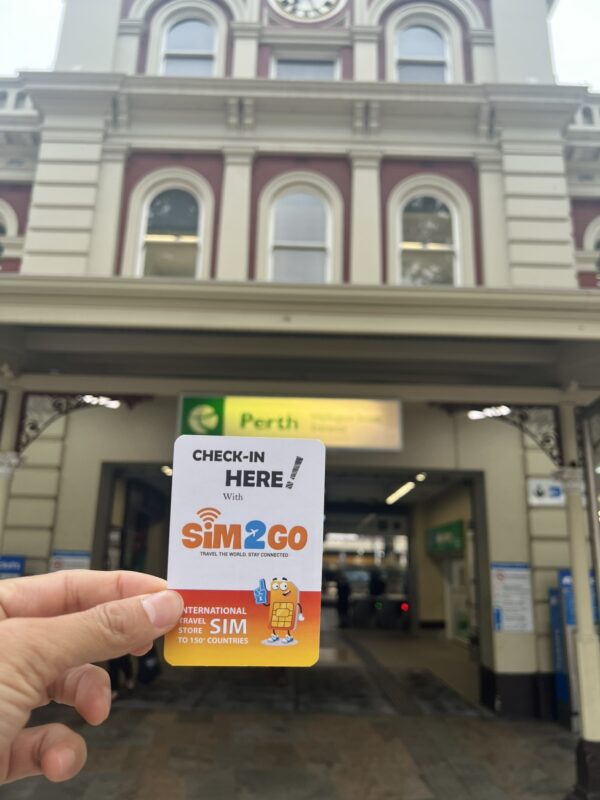 Perth
CHECK-IN
HERE!
With
SiM2GO
TRAVEL THE WORLD. STAY CONNECTED
INTERNATIONAL
TRAVEL
STORE SIM
TO 150+ COUNTRIES